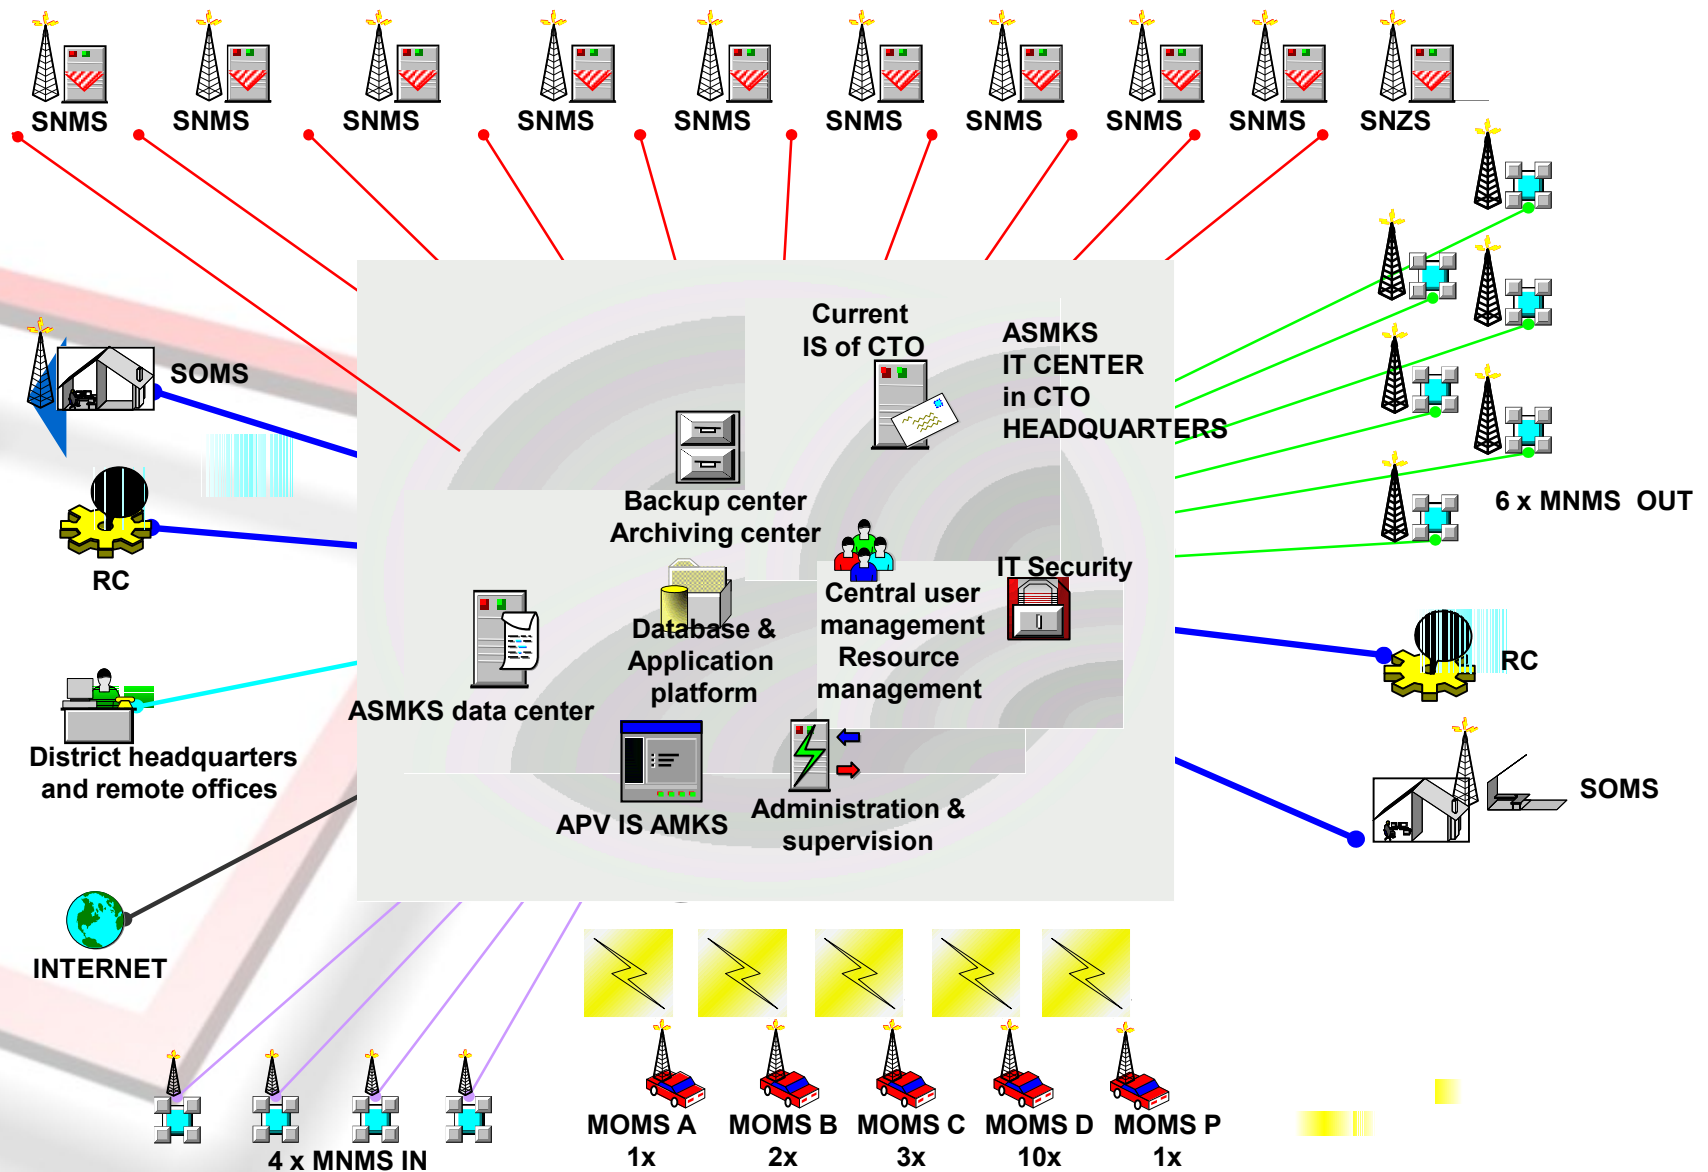 SNMS SNMS SNMS SNMS SNMS SNMS SNMS SNMS SNMS SNZS
SOMS
RC
District headquarters
and remote offices
INTERNET
Current
IS of CTO
ASMKS
IT CENTER
in CTO
HEADQUARTERS
Backup center
Archiving center
IT Security
Central user
management
Resource
management
Database &
Application
platform
ASMKS data center
APV IS AMKS
Administration &
supervision
6 x MNMS OUT
RC
SOMS
4 x MNMS IN
MOMS A MOMS B MOMS C MOMS D MOMS P
1x 2x 3x 10x 1x